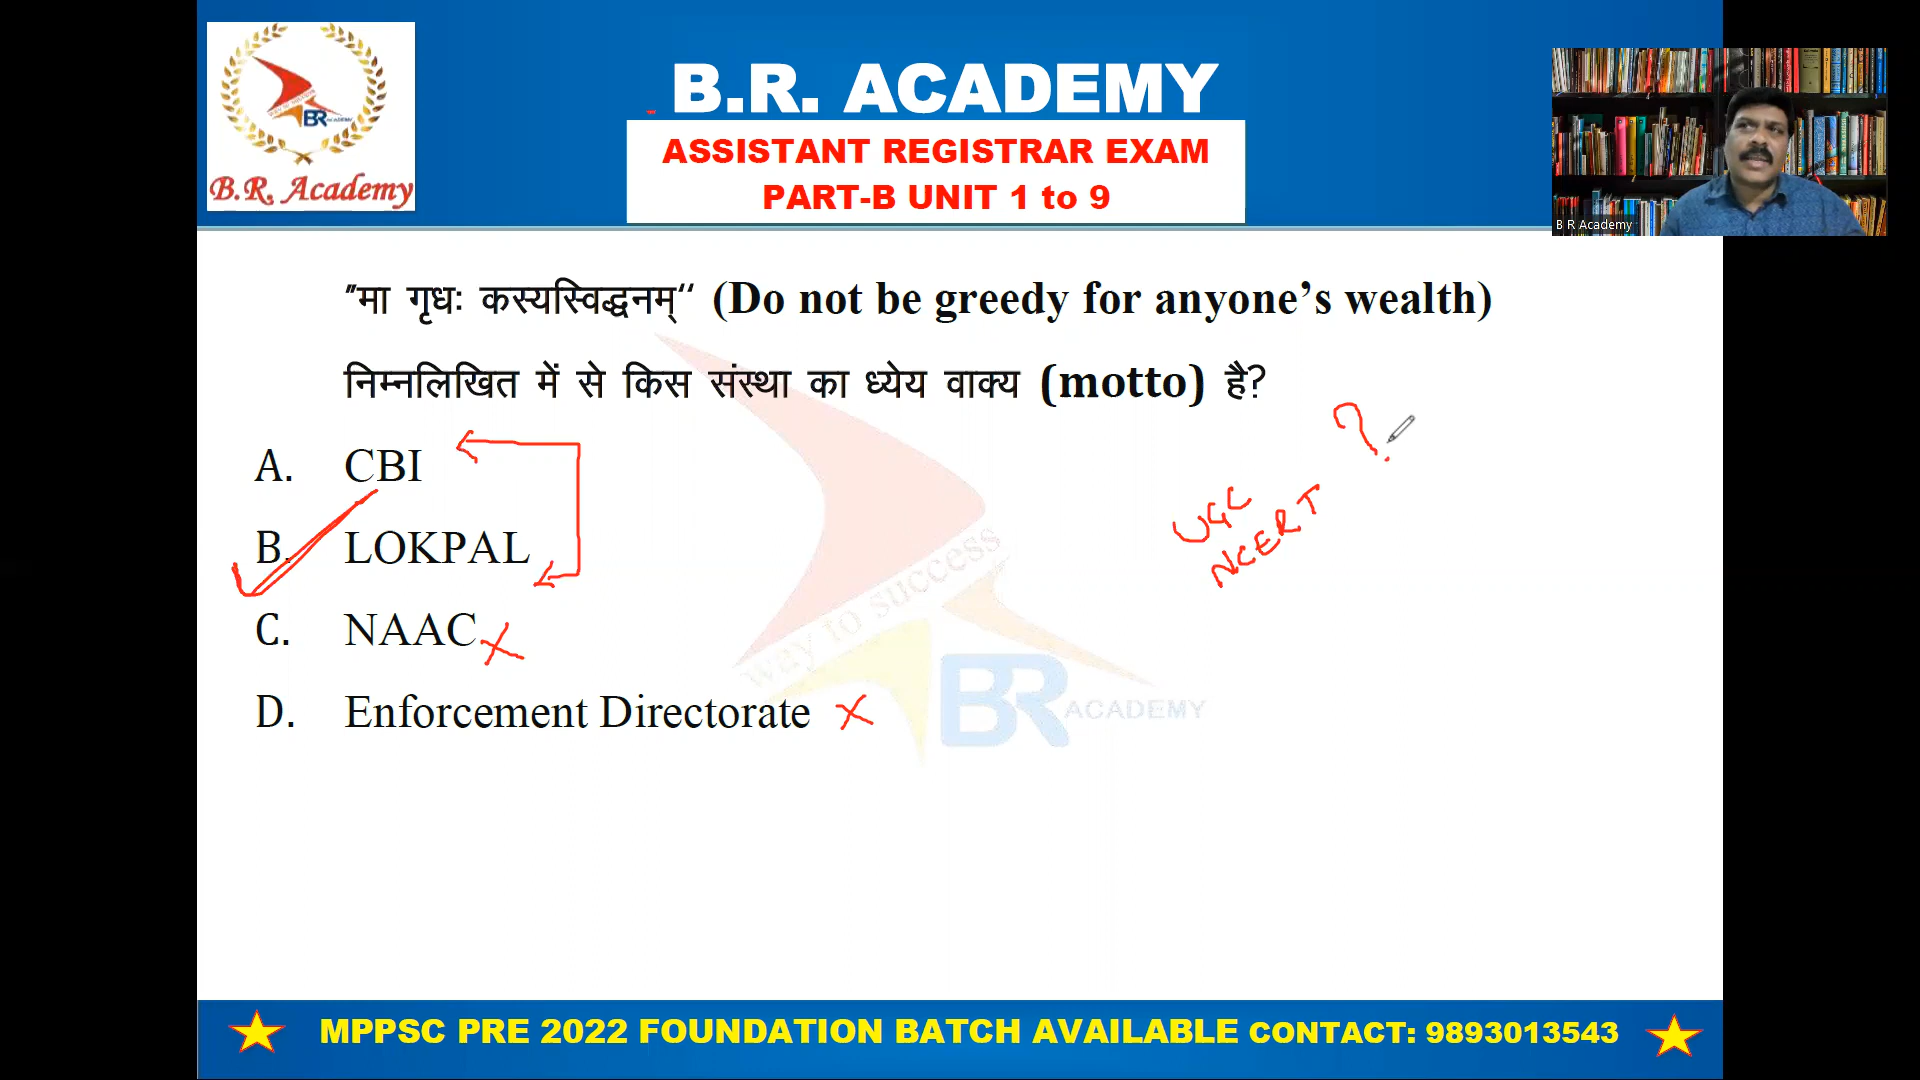 B.R. ACADEMY
ASSISTANT REGISTRAR EXAM
PART-B UNIT 1 to 9
BR ACADEMY
B.R. Academy
B R Academy
"मा गृधः कस्यस्विद्धनम्" (Do not be greedy for anyone's wealth)
निम्नलिखित में से किस संस्था का ध्येय वाक्य (motto) है?
?
A. CBI
B. LOKPAL
C. NAAC
D. Enforcement Directorate
UGC
NCERT
way to success
BR ACADEMY
MPPSC PRE 2022 FOUNDATION BATCH AVAILABLE CONTACT: 9893013543